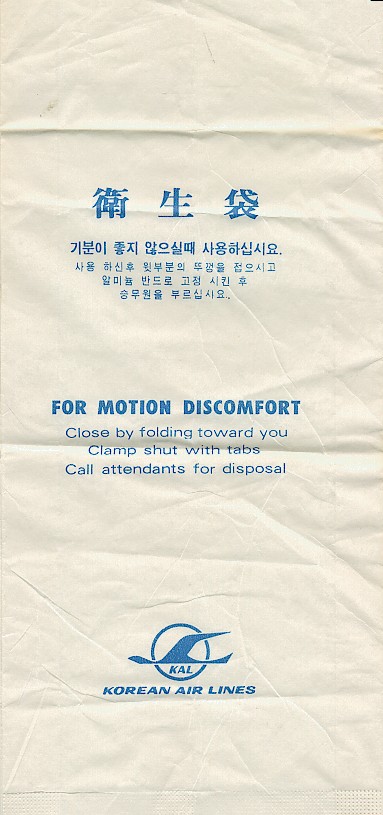 衛生袋
기분이 좋지 않으실때 사용하십시요.
사용 하신후 윗부분의 뚜껑을 접으시고
알미늄 반드로 고정 시킨 후
승무원을 부르십시요.
FOR MOTION DISCOMFORT
Close by folding toward you
Clamp shut with tabs
Call attendants for disposal
KAL
KOREAN AIR LINES